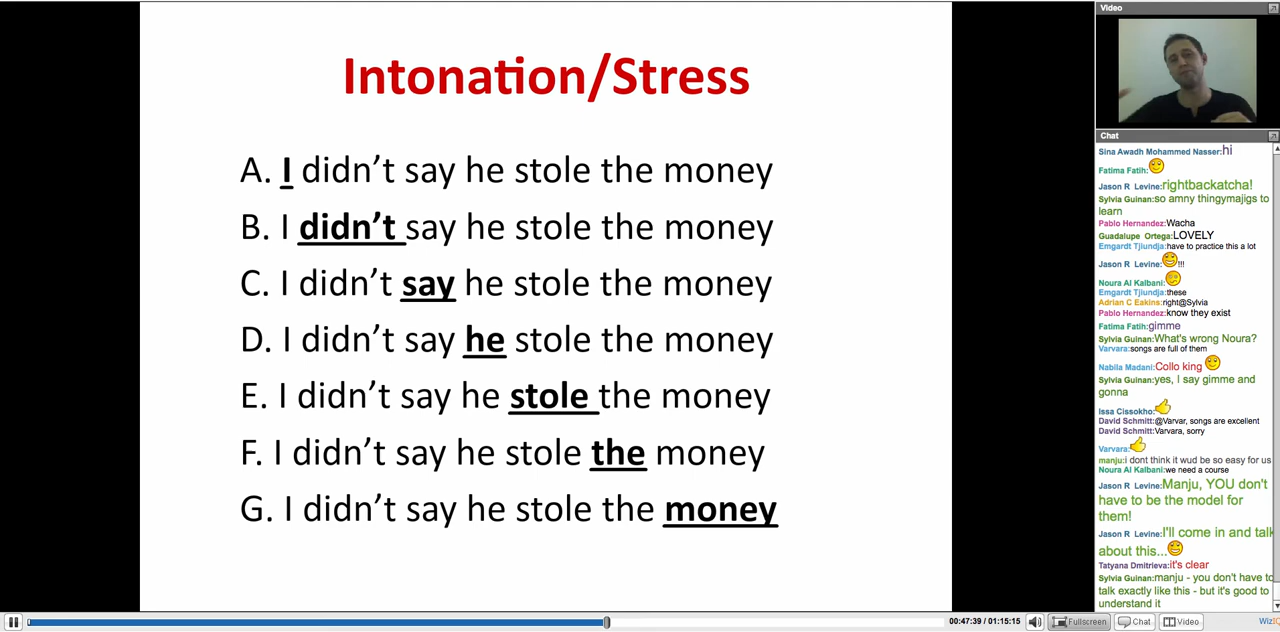 Intonation/Stress
A. I didn't say he stole the money
B. I didn't say he stole the money
C. I didn't say he stole the money
D. I didn't say he stole the money
E. I didn't say he stole the money
F. I didn't say he stole the money
G. I didn't say he stole the money
Video
Chat
Sina Awadh Mohammed Nasser:hi
Fatima Fatih:
Jason R Levine:rightbackatcha!
Sylvia Guinan:So amny thingymajigs to
learn
Pablo Hernandez:Wacha
Guadalupe Ortega:LOVELY
Emgardt Tjiundja:have to practice this a lot
Jason R Levine:!!!
Noura Al Kalbani:
Emgardt Tjiundja:these
Adrian C Eakins:right@Sylvia
Pablo Hernandez:know they exist
Fatima Fatih:gimme
Sylvia Guinan:What's wrong Noura?
Varvara:songs are full of them
Nabila Madani:Collo king
Sylvia Guinan:yes, I say gimme and
gonna
Issa Cissokho:
David Schmitt:@Varvar, songs are excellent
David Schmitt:Varvara, sorry
Varvara:
manju:i dont think it wud be so easy for us
Noura Al Kalbani:we need a course
Jason R Levine:Manju, YOU don't
have to be the model for
them!
Jason R Levine:I'll come in and talk
about this...
Tatyana Dmitrieva:it's clear
Sylvia Guinan:manju - you don't have to
talk exactly like this - but it's good to
understand it
00:47:39 / 01:15:15
Fullscreen
Chat
Video
WizIQ